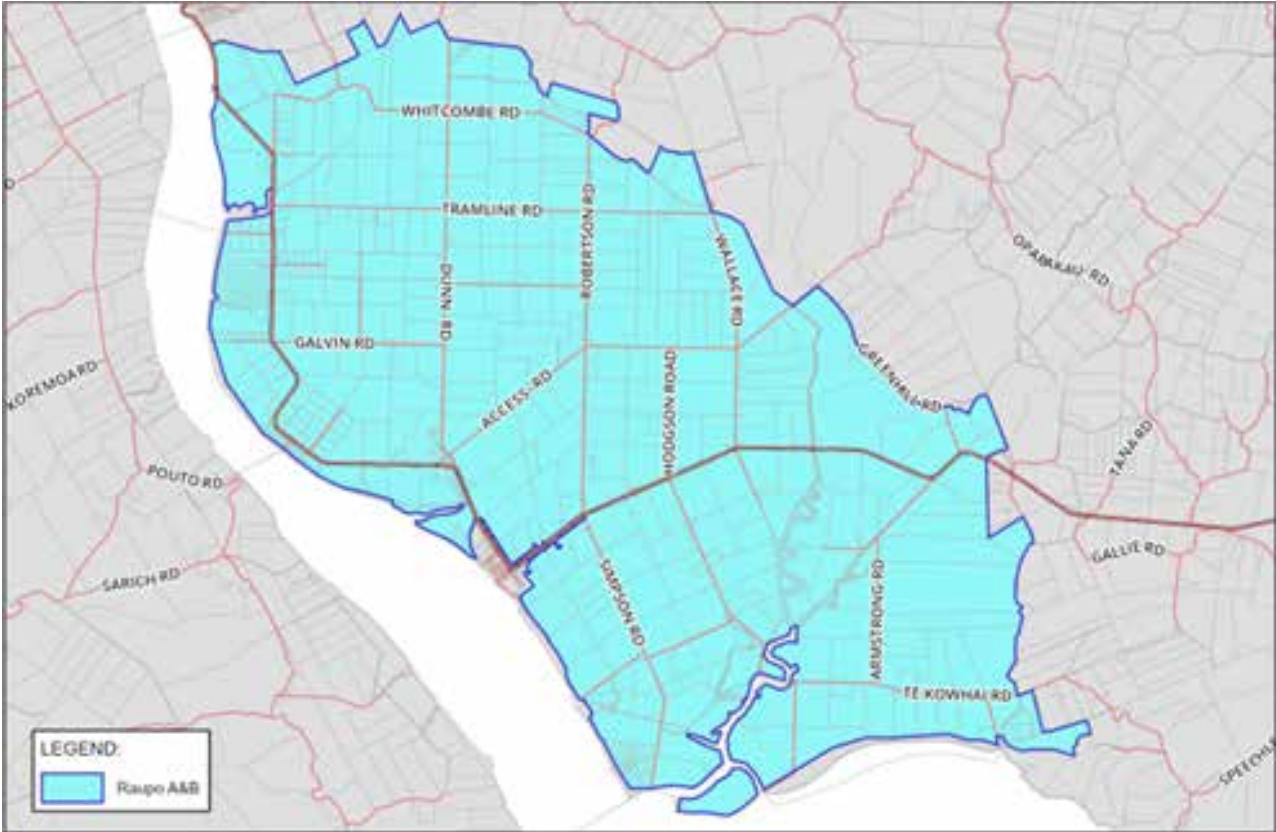 WHITCOMBE RD
TRAMLINE RD
ROBERTSON RD
WALLACE RD
OPARAKAU RD
DUNN RD
GALVIN RD
KOREMOA RD
ACCESS RD
HODGSON ROAD
GREENHILL RD
TANA RD
POUTO RD
GALLIE RD
SARICH RD
SIMPSON RD
ARMSTRONG RD
TE KOWHAI RD
LEGEND:
Raupo A&B